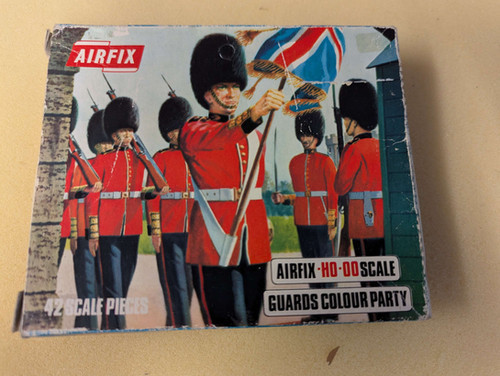 AIRFIX
AIRFIX-HO-OO SCALE
GUARDS COLOUR PARTY
42 SCALE PIECES